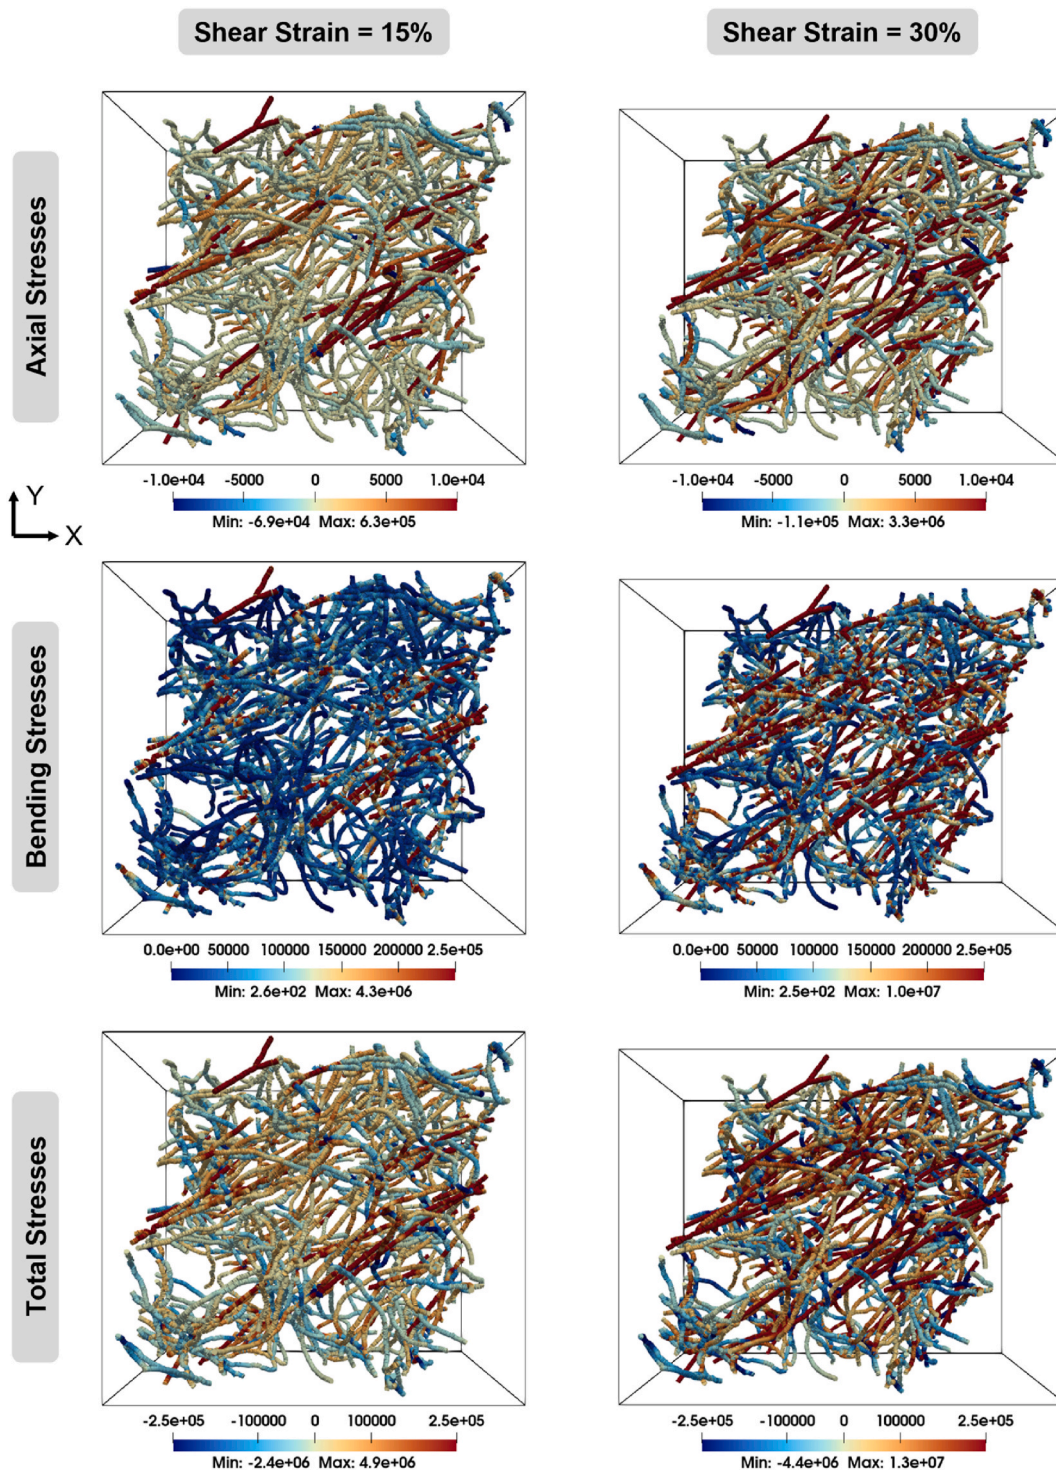 Shear Strain = 15%
Shear Strain = 30%
Axial Stresses
-1.0e+04 -5000 0 5000 1.0e+04
Min: -6.9e+04 Max: 6.3e+05
-1.0e+04 -5000 0 5000 1.0e+04
Min: -1.1e+05 Max: 3.3e+06
Y
X
Bending Stresses
0.0e+00 50000 100000 150000 200000 2.5e+05
Min: 2.6e+02 Max: 4.3e+06
0.0e+00 50000 100000 150000 200000 2.5e+05
Min: 2.5e+02 Max: 1.0e+07
Total Stresses
-2.5e+05 -100000 0 100000 2.5e+05
Min: -2.4e+06 Max: 4.9e+06
-2.5e+05 -100000 0 100000 2.5e+05
Min: -4.4e+06 Max: 1.3e+07